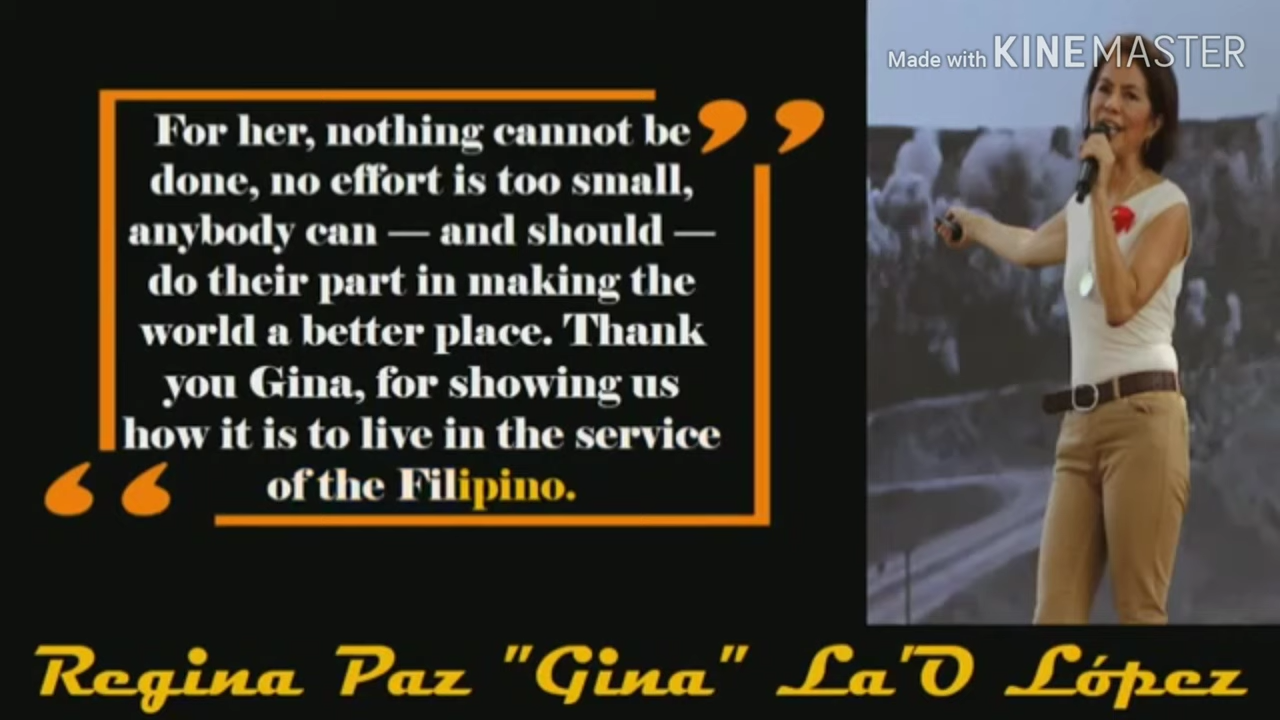 Made with KINEMASTER
For her, nothing cannot be
done, no effort is too small,
anybody can — and should —
do their part in making the
world a better place. Thank
you Gina, for showing us
how it is to live in the service
of the Filipino.
Regina Paz "Gina" La'O López